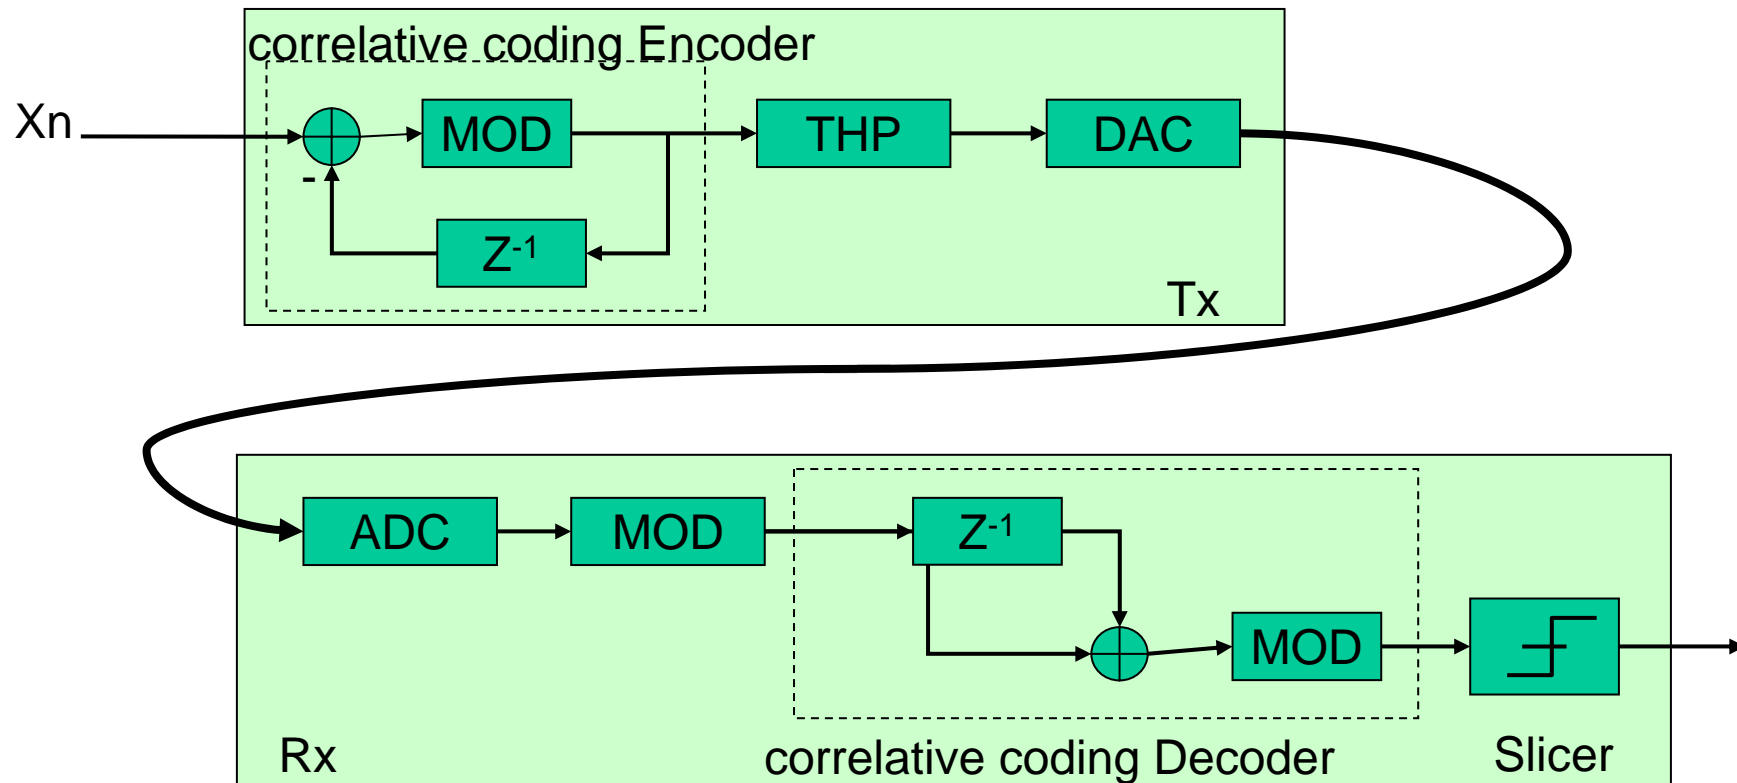 correlative coding Encoder
Xn
MOD
THP
DAC
-
Z-1
Tx
ADC
MOD
Z-1
MOD
Rx
correlative coding Decoder
Slicer